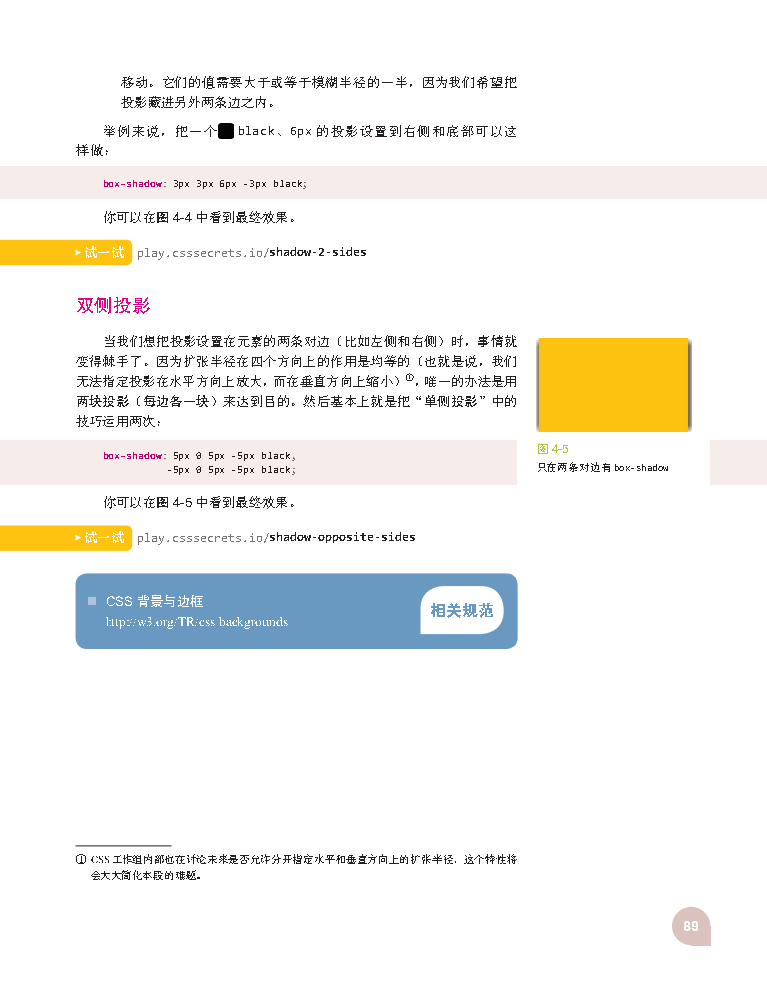 移动。它们的值需要大于或等于模糊半径的一半，因为我们希望把
投影藏进另外两条边之内。
举例来说，把一个 black、6px 的投影设置到右侧和底部可以这
样做：
box-shadow: 3px 3px 6px -3px black;
你可以在图 4-4 中看到最终效果。
▶试一试 play.csssecrets.io/shadow-2-sides
双侧投影
当我们想把投影设置在元素的两条对边（比如左侧和右侧）时，事情就
变得棘手了。因为扩张半径在四个方向上的作用是均等的（也就是说，我们
无法指定投影在水平方向上放大，而在垂直方向上缩小）①，唯一的办法是用
两块投影（每边各一块）来达到目的。然后基本上就是把“单侧投影”中的
技巧运用两次：
box-shadow: 5px 0 5px -5px black,
-5px 0 5px -5px black;
图 4-5
只在两条对边有 box-shadow
你可以在图 4-5 中看到最终效果。
▶试一试 play.csssecrets.io/shadow-opposite-sides
■ CSS 背景与边框
http://w3.org/TR/css-backgrounds
相关规范
① CSS 工作组内部也在讨论未来是否允许分开指定水平和垂直方向上的扩张半径，这个特性将
会大大简化本段的难题。
89